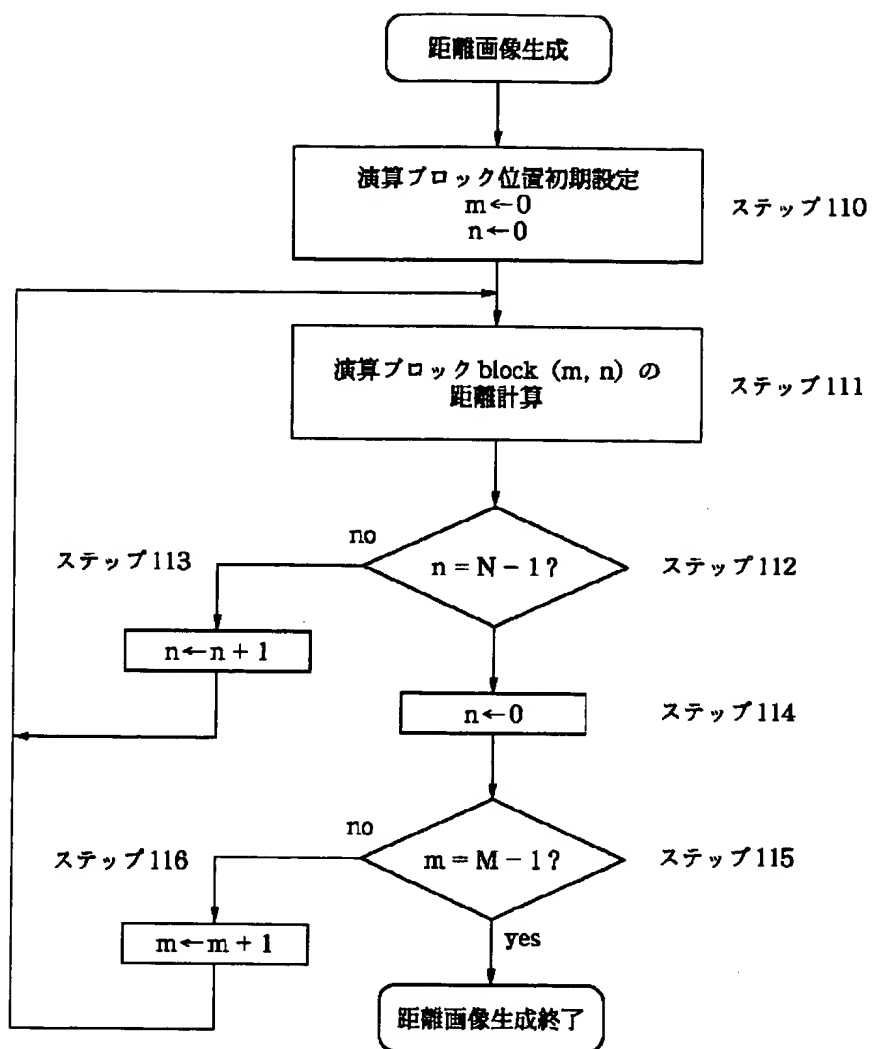 距離画像生成
演算ブロック位置初期設定
m←0
n←0
ステップ110
演算ブロックblock (m, n) の
距離計算
ステップ111
no
ステップ113
n = N − 1 ?
ステップ112
n←n + 1
n←0
ステップ114
no
ステップ116
m = M − 1 ?
ステップ115
m←m + 1
yes
距離画像生成終了